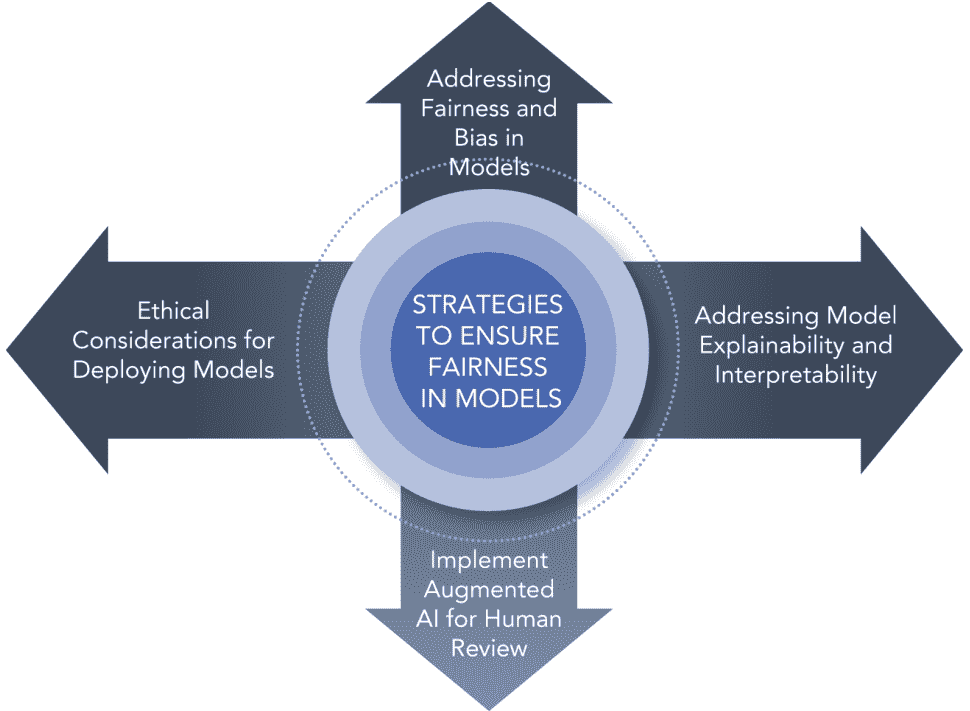 Addressing
Fairness and
Bias in
Models
Ethical
Considerations for
Deploying Models
STRATEGIES
TO ENSURE
FAIRNESS
IN MODELS
Addressing Model
Explainability and
Interpretability
Implement
Augmented
AI for Human
Review